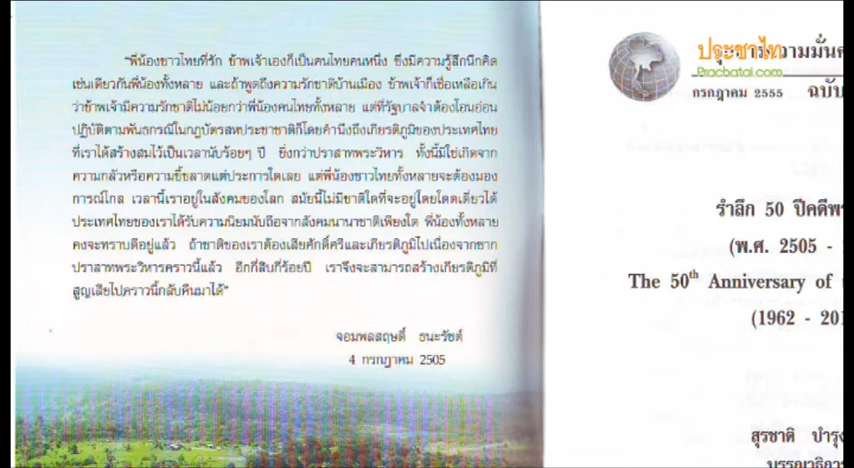 "พี่น้องชาวไทยที่รัก ข้าพเจ้าเองก็เป็นคนไทยคนหนึ่ง ซึ่งมีความรู้สึกนึกคิด
เช่นเดียวกันพี่น้องทั้งหลาย และถ้าพูดถึงความรักชาติบ้านเมือง ข้าพเจ้าก็เชื่อเหลือเกิน
ว่าข้าพเจ้ามีความรักชาติไม่น้อยกว่าพี่น้องคนไทยทั้งหลาย แต่ที่รัฐบาลจำต้องโอนอ่อน
ปฏิบัติตามพันธกรณีในกฎบัตรสหประชาชาติก็โดยคำนึงถึงเกียรติภูมิของประเทศไทย
ที่เราได้สร้างสมไว้เป็นเวลานับร้อยๆ ปี ยิ่งกว่าปราสาทพระวิหาร ทั้งนี้มิใช่เกิดจาก
ความกลัวหรือความขี้ขลาดแต่ประการใดเลย แต่พี่น้องชาวไทยทั้งหลายจะต้องมอง
การณ์ไกล เวลานี้เราอยู่ในสังคมของโลก สมัยนี้ไม่มีชาติใดที่จะอยู่โดยโดดเดี่ยวได้
ประเทศไทยของเราได้รับความนิยมนับถือจากสังคมนานาชาติเพียงใด พี่น้องทั้งหลาย
คงจะทราบดีอยู่แล้ว ถ้าชาติของเราต้องเสียศักดิ์ศรีและเกียรติภูมิไปเนื่องจากซาก
ปราสาทพระวิหารคราวนี้แล้ว อีกกี่สิบกี่ร้อยปี เราจึงจะสามารถสร้างเกียรติภูมิที่
สูญเสียไปคราวนี้กลับคืนมาได้"
จอมพลสฤษดิ์ ธนะรัชต์
4 กรกฎาคม 2505
ประชาไท
Prachatai.com
ความมั่นค
กรกฎาคม 2555 ฉบับ
รำลึก 50 ปีคดีพร
(พ.ศ. 2505 -
The 50th Anniversary of
(1962 - 201
สุรชาติ บำรุง
บรรณาธิการ